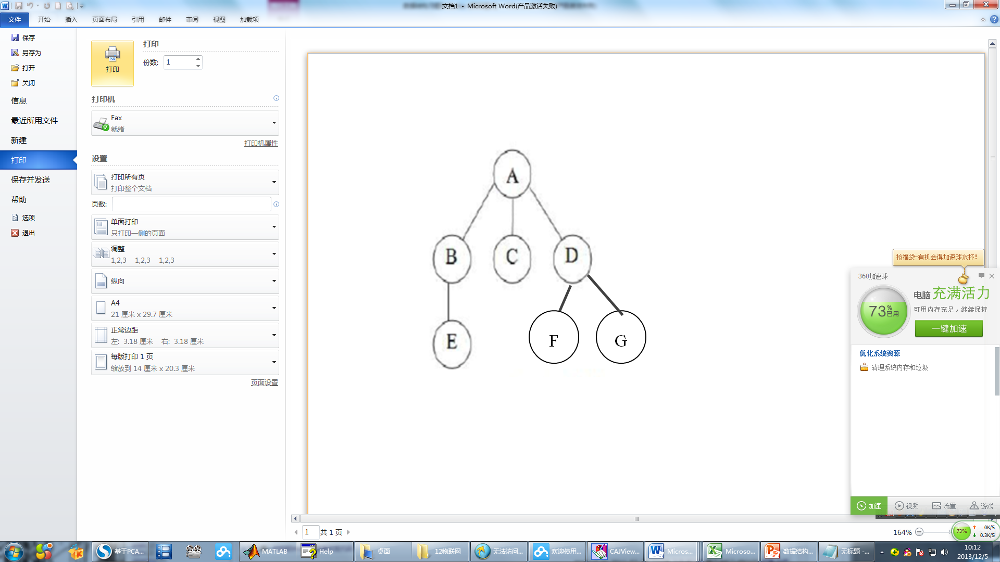 文档1 - Microsoft Word(产品激活失败)
文件 开始 插入 页面布局 引用 邮件 审阅 视图 加载项
保存
另存为
打开
关闭
信息
最近所用文件
新建
打印
保存并发送
帮助
选项
退出
打印
打印
份数: 1
打印机
Fax
就绪
打印机属性
设置
打印所有页
打印整个文档
页数:
单面打印
只打印一侧的页面
调整
1,2,3 1,2,3 1,2,3
纵向
A4
21 厘米 x 29.7 厘米
正常边距
左: 3.18 厘米 右: 3.18 厘米
每版打印 1 页
缩放到 14 厘米 x 20.3 厘米
页面设置
A
B C D
E F G
抢福袋-有机会得加速球水杯!
360加速球
73%已用
电脑 充满活力
可用内存充足，继续保持
一键加速
优化系统资源
清理系统内存和垃圾
加速 视频 流量 游戏
1 共 1 页
164%
73%
0K/S
0.3K/S
基于PCA... MATLAB Help 桌面 12物联网 无法访问... 欢迎使用... CAJView... Micros... Microso... 数据结构... 无标题 -...
10:12
2013/12/5